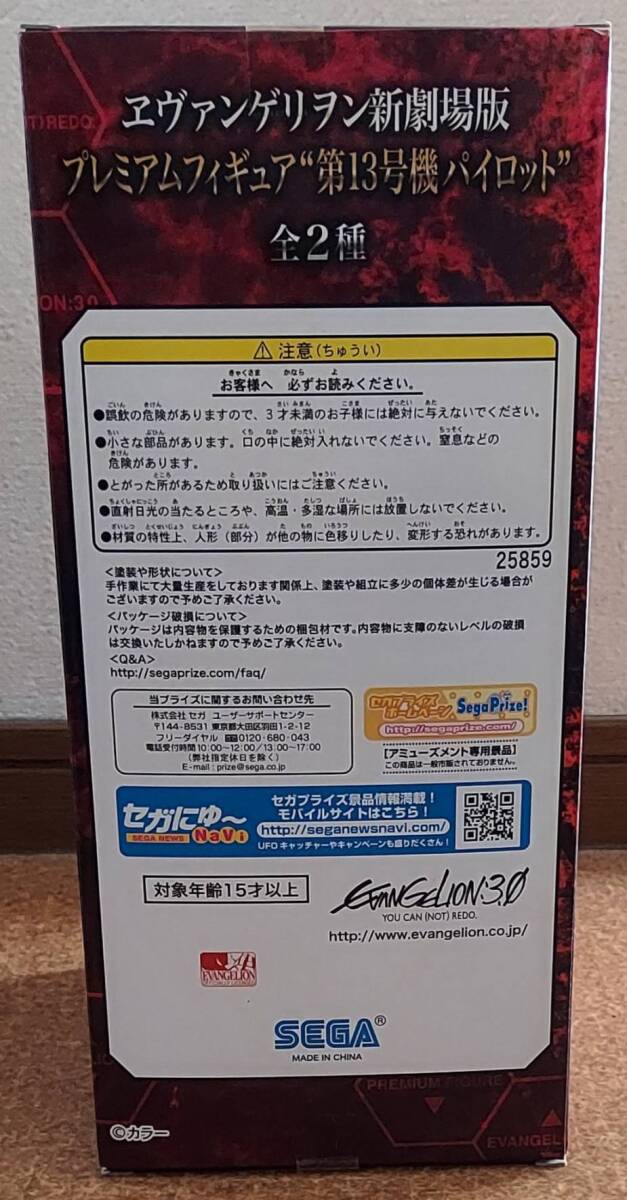 ヱヴァンゲリヲン新劇場版
プレミアムフィギュア“第13号機 パイロット”
全2種
T) REDO.
ION:3.0
⚠ 注意(ちゅうい)
お客様へ 必ずお読みください。
●誤飲の危険がありますので、3才未満のお子様には絶対に与えないでください。
●小さな部品があります。口の中に絶対入れないでください。窒息などの
危険があります。
●とがった所があるため取り扱いにはご注意ください。
●直射日光の当たるところや、高温・多湿な場所には放置しないでください。
●材質の特性上、人形(部分)が他の物に色移りしたり、変形する恐れがあります。
25859
<塗装や形状について>
手作業にて大量生産をしております関係上、塗装や組立に多少の個体差が生じる場合が
ございますので予めご了承ください。
<パッケージ破損について>
パッケージは内容物を保護するための梱包材です。内容物に支障のないレベルの破損
は交換いたしかねますので予めご了承ください。
<Q&A>
http://segaprize.com/faq/
当プライズに関するお問い合わせ先
株式会社 セガ ユーザーサポートセンター
〒144-8531 東京都大田区羽田1-2-12
フリーダイヤル 0120-680-043
電話受付時間 10:00~12:00/13:00~17:00
(弊社指定休日を除く)
E-mail:prize@sega.co.jp
セガプライズ
ホームページ
SegaPrize!
http://segaprize.com/
【アミューズメント専用景品】
この商品は一般市販されておりません。
セガにゅ～
SEGA NEWS NaVi
セガプライズ景品情報満載!
モバイルサイトはこちら!
http://seganewsnavi.com/
UFOキャッチャーやキャンペーンも盛りだくさん!
対象年齢15才以上
EVANGELION:3.0
YOU CAN (NOT) REDO.
http://www.evangelion.co.jp/
EVANGELION
SEGA®
MADE IN CHINA
PREMIUM FIGURE
EVANGEL
©カラー